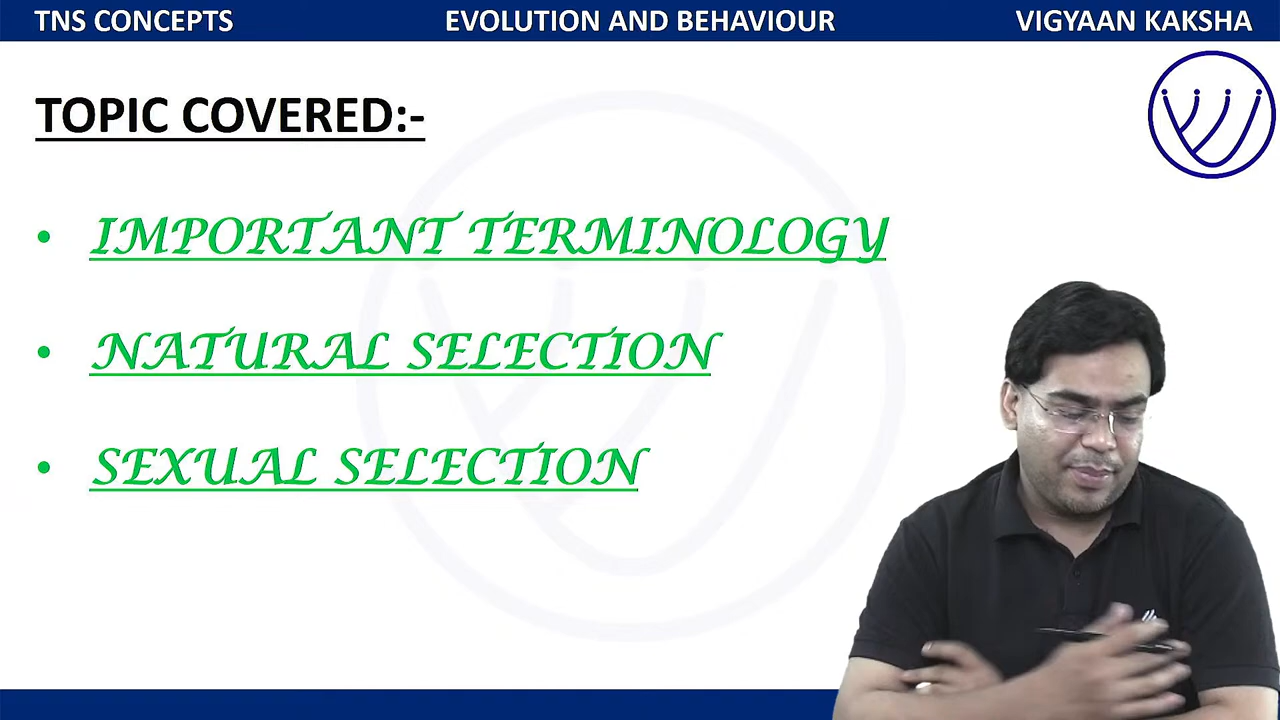 TNS CONCEPTS EVOLUTION AND BEHAVIOUR VIGYAAN KAKSHA
TOPIC COVERED:-
• IMPORTANT TERMINOLOGY
• NATURAL SELECTION
• SEXUAL SELECTION